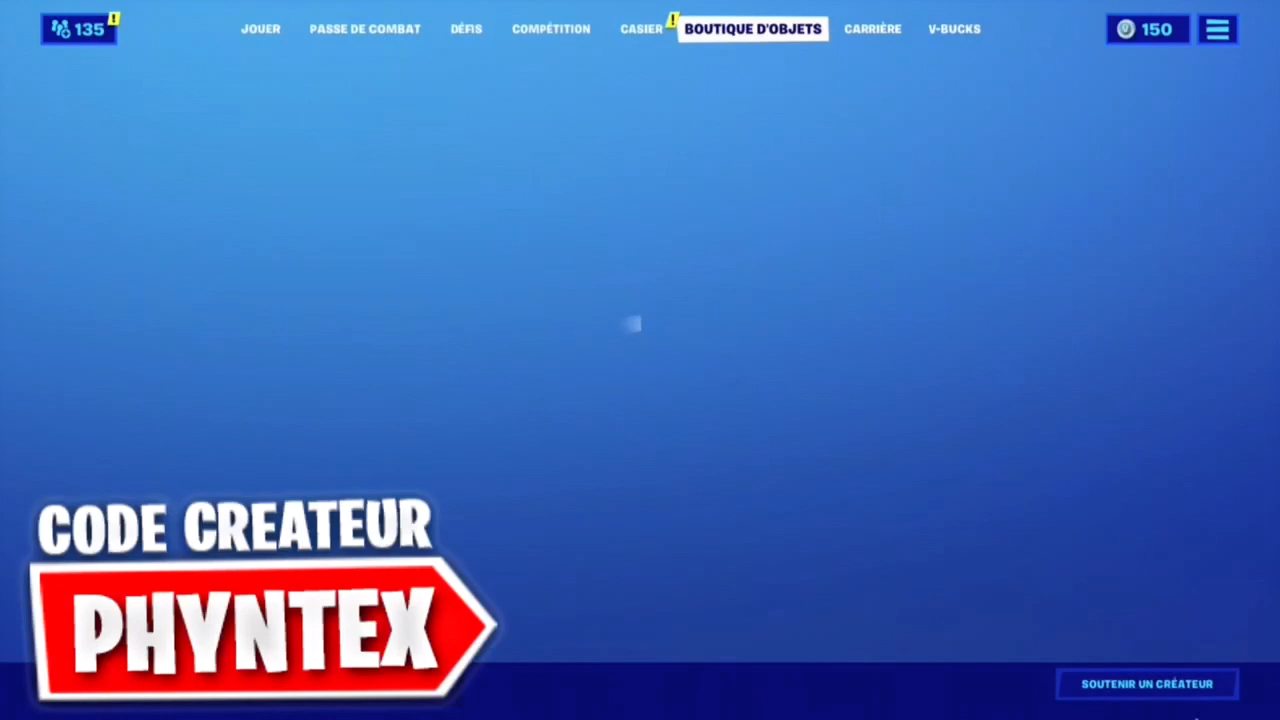 135 ! JOUER PASSE DE COMBAT DÉFIS COMPÉTITION CASIER ! BOUTIQUE D'OBJETS CARRIÈRE V-BUCKS 150
CODE CREATEUR
PHYNTEX
SOUTENIR UN CRÉATEUR